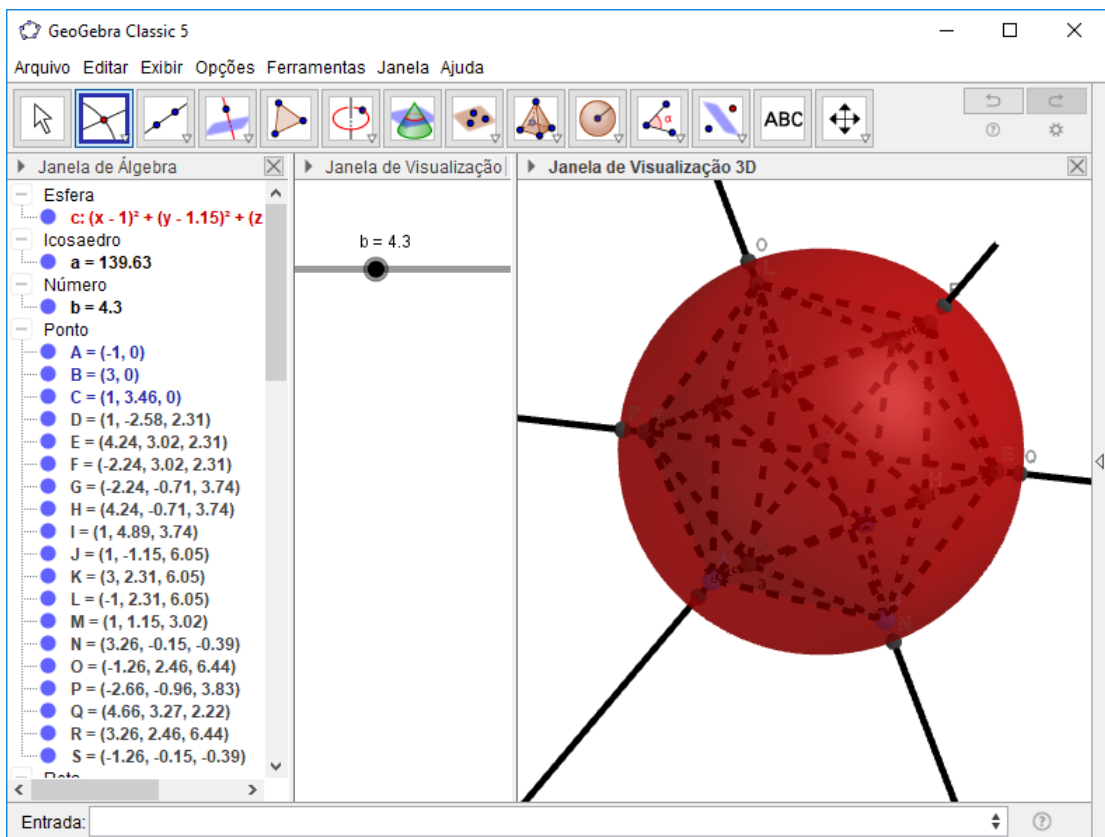 GeoGebra Classic 5
Arquivo Editar Exibir Opções Ferramentas Janela Ajuda
ABC
Janela de Álgebra
Janela de Visualização
Janela de Visualização 3D
Esfera
c: (x - 1)² + (y - 1.15)² + (z
Icosaedro
a = 139.63
Número
b = 4.3
Ponto
A = (-1, 0)
B = (3, 0)
C = (1, 3.46, 0)
D = (1, -2.58, 2.31)
E = (4.24, 3.02, 2.31)
F = (-2.24, 3.02, 2.31)
G = (-2.24, -0.71, 3.74)
H = (4.24, -0.71, 3.74)
I = (1, 4.89, 3.74)
J = (1, -1.15, 6.05)
K = (3, 2.31, 6.05)
L = (-1, 2.31, 6.05)
M = (1, 1.15, 3.02)
N = (3.26, -0.15, -0.39)
O = (-1.26, 2.46, 6.44)
P = (-2.66, -0.96, 3.83)
Q = (4.66, 3.27, 2.22)
R = (3.26, 2.46, 6.44)
S = (-1.26, -0.15, -0.39)
b = 4.3
O
L
E
Q
H
N
a
Entrada: